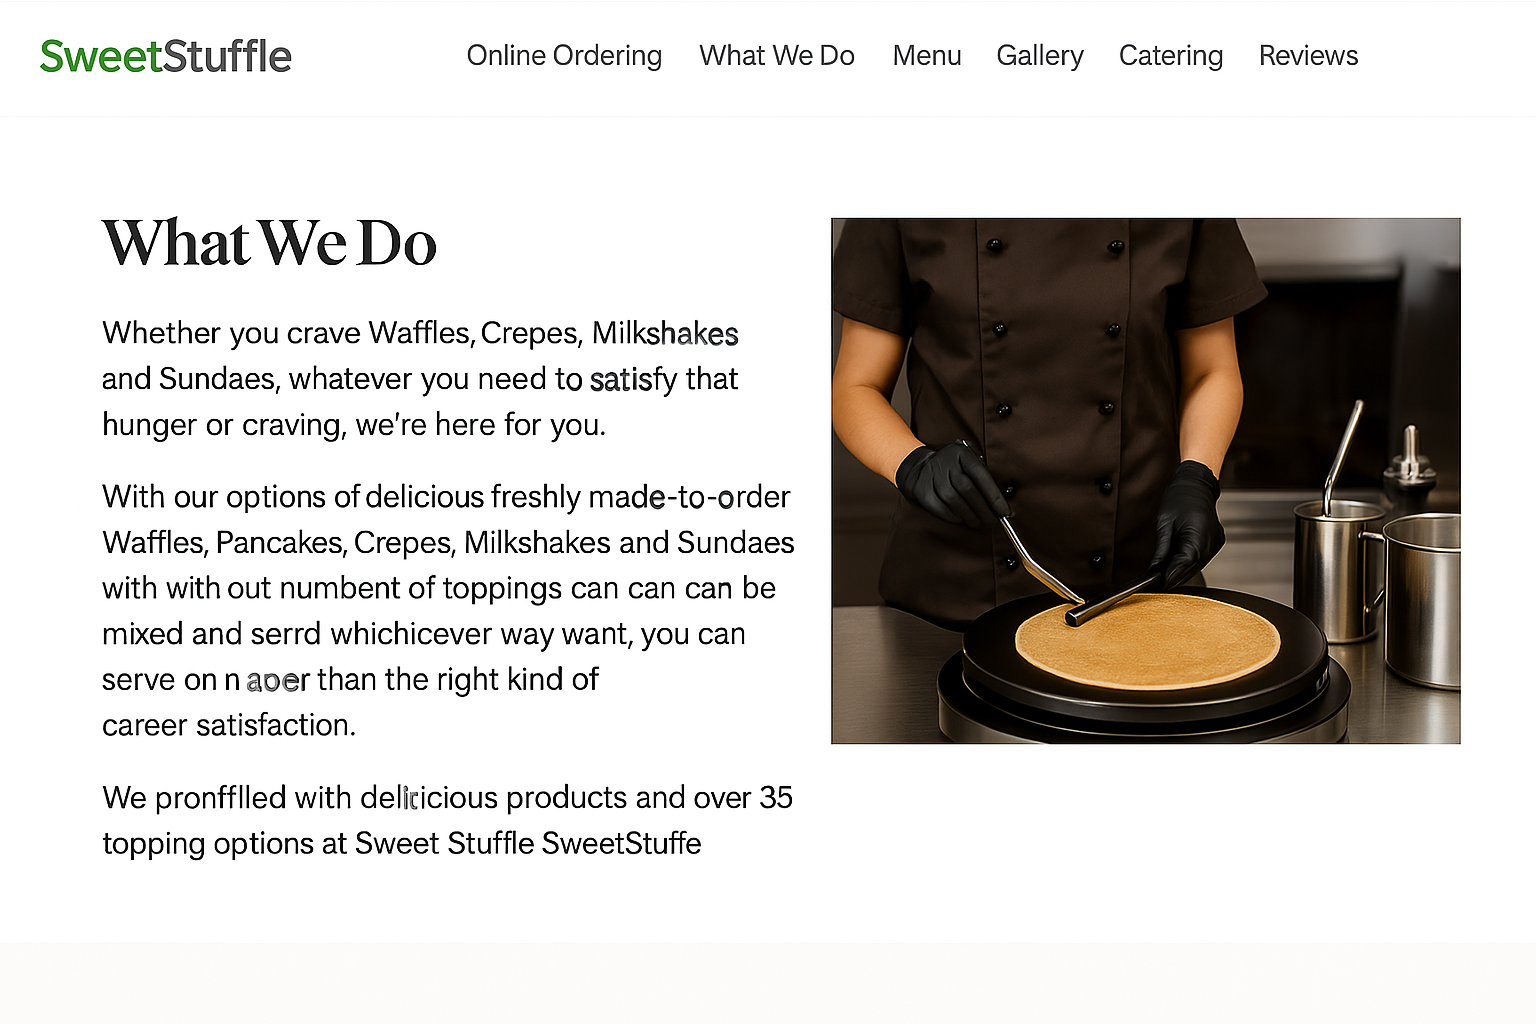 SweetStuffle
Online Ordering
What We Do
Menu
Gallery
Catering
Reviews
What We Do
Whether you crave Waffles, Crepes, Milkshakes
and Sundaes, whatever you need to satisfy that
hunger or craving, we're here for you.
With our options of delicious freshly made-to-order
Waffles, Pancakes, Crepes, Milkshakes and Sundaes
with with out numbent of toppings can can can be
mixed and serrd whichicever way want, you can
serve on n than the right kind of
career satisfaction.
We pronfflled with products and over 35
topping options at Sweet Stuffle SweetStuffe